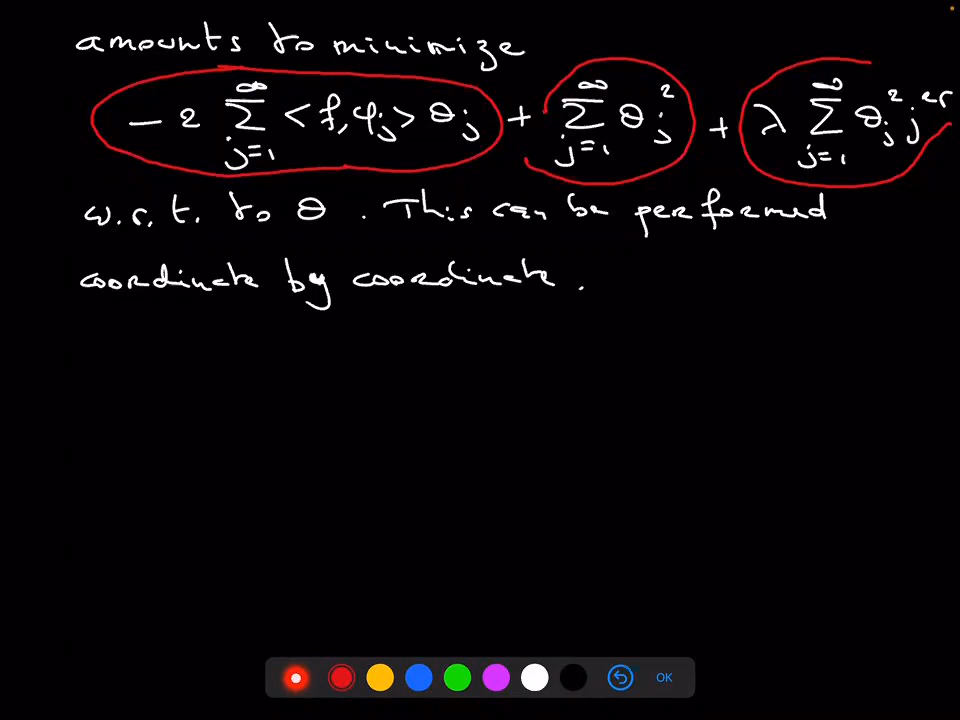 amounts to minimize
− 2 ∑_{j=1}^{∞} <f, φ_j> θ_j + ∑_{j=1}^{∞} θ_j^2 + λ ∑_{j=1}^{∞} θ_j^2 j^{2r}
w.r.t. to θ. This can be performed
coordinate by coordinate.
OK